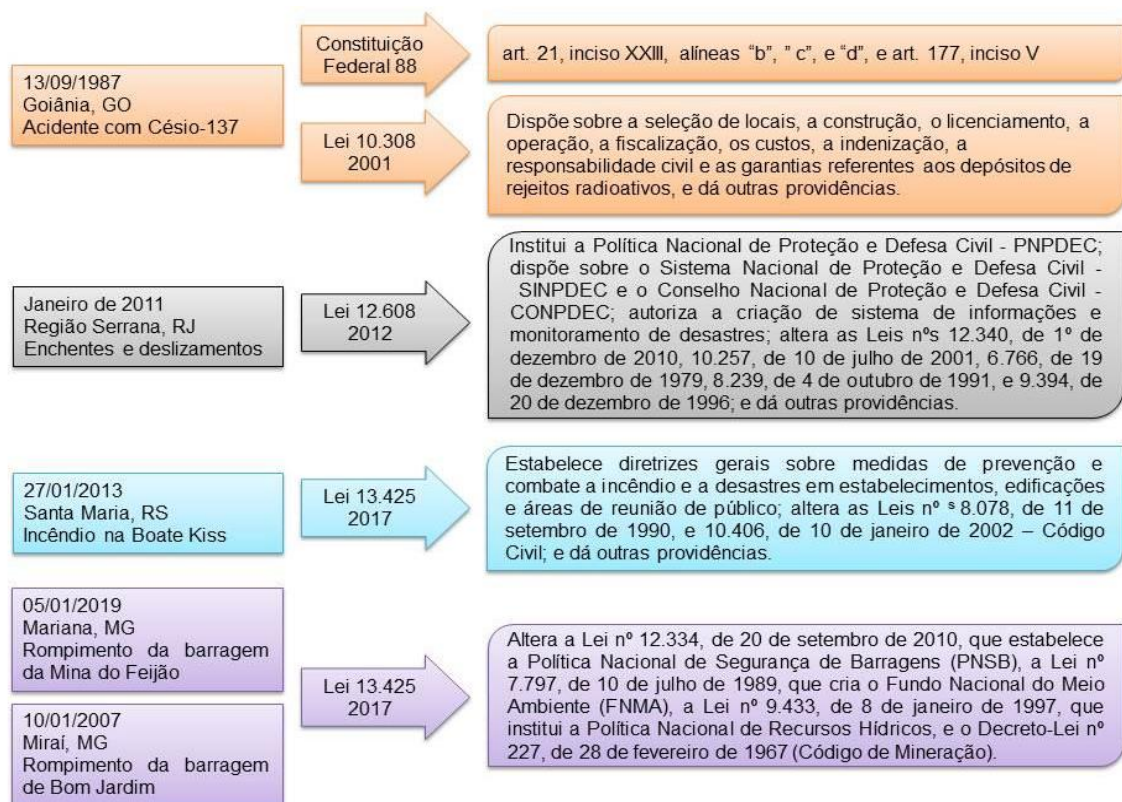 13/09/1987
Goiânia, GO
Acidente com Césio-137
Constituição
Federal 88
art. 21, inciso XXIII, alíneas “b”, ” c”, e “d”, e art. 177, inciso V
Lei 10.308
2001
Dispõe sobre a seleção de locais, a construção, o licenciamento, a
operação, a fiscalização, os custos, a indenização, a
responsabilidade civil e as garantias referentes aos depósitos de
rejeitos radioativos, e dá outras providências.
Janeiro de 2011
Região Serrana, RJ
Enchentes e deslizamentos
Lei 12.608
2012
Institui a Política Nacional de Proteção e Defesa Civil - PNPDEC;
dispõe sobre o Sistema Nacional de Proteção e Defesa Civil -
SINPDEC e o Conselho Nacional de Proteção e Defesa Civil -
CONPDEC; autoriza a criação de sistema de informações e
monitoramento de desastres; altera as Leis nºs 12.340, de 1º de
dezembro de 2010, 10.257, de 10 de julho de 2001, 6.766, de 19
de dezembro de 1979, 8.239, de 4 de outubro de 1991, e 9.394, de
20 de dezembro de 1996; e dá outras providências.
27/01/2013
Santa Maria, RS
Incêndio na Boate Kiss
Lei 13.425
2017
Estabelece diretrizes gerais sobre medidas de prevenção e
combate a incêndio e a desastres em estabelecimentos, edificações
e áreas de reunião de público; altera as Leis nº ˢ 8.078, de 11 de
setembro de 1990, e 10.406, de 10 de janeiro de 2002 – Código
Civil; e dá outras providências.
05/01/2019
Mariana, MG
Rompimento da barragem
da Mina do Feijão
10/01/2007
Miraí, MG
Rompimento da barragem
de Bom Jardim
Lei 13.425
2017
Altera a Lei nº 12.334, de 20 de setembro de 2010, que estabelece
a Política Nacional de Segurança de Barragens (PNSB), a Lei nº
7.797, de 10 de julho de 1989, que cria o Fundo Nacional do Meio
Ambiente (FNMA), a Lei nº 9.433, de 8 de janeiro de 1997, que
institui a Política Nacional de Recursos Hídricos, e o Decreto-Lei nº
227, de 28 de fevereiro de 1967 (Código de Mineração).